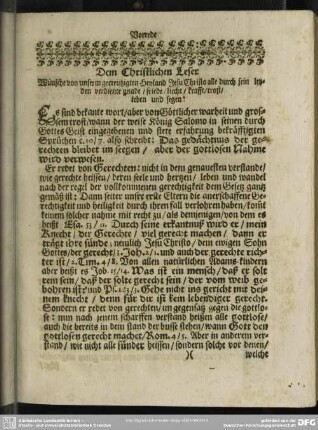 Vorrede
Dem Christlichen Leser
Wünsche von unserm gecreutzigten Heyland Jesu Christo alle durch sein ley-
den verdiente gnade / friede / liecht / krafft / trost /
leben und segen!
ES sind bekante wort / aber von Göttlicher warheit und gros-
sem trost / wann der weise König Salomo in seinen durch
Gottes Geist eingegebenen und stete erfahrung bekräfftigten
Sprüchen c. 10 / 7. also schreibt: Das gedächtnus der ge-
rechten bleibet im seegen / aber der gottlosen Nahme
wird verwesen.
Er redet von Gerechten: nicht in dem genauesten verstande /
wie gerechte heissen / deren seele und hertzen / leben und wandel
nach der regel der vollkommenen gerechtigkeit dem Gesetz gantz
gemäß ist: Dann seiter unsre erste Eltern die anerschaffene Ge-
rechtigkeit und heiligkeit durch ihren fall verlohren haben / komt
keinem solcher nahme mit recht zu / als demjenigen / von dem es
heißt Esa. 53 / 11. Durch seine erkäntnuß wird er / mein
Knecht / der Gerechte / viel gerecht machen / dann er
trägt ihre sünde: neulich Jesu Christo / dem ewigen Sohn
Gottes / der gerecht / 1. Joh. 2 / 1. und auch der gerechte rich-
ter ist / 2. Tim. 4 / 8. Von allen natürlichen Adams kindern
aber heißt es Job. 15 / 14. Was ist ein mensch / daß er solt
rein seyn / daß der solte gerecht sein / der vom weib ge-
bohren ist: und Ps. 143 / 2. Gehe nicht ins gericht mit dei-
nem knecht / denn für dir ist kein lebendiger gerecht.
Sondern er redet von gerechten / im gegensatz gegen die gottlo-
se: nun nach jenem scharffen verstand heissen alle gottlose /
auch die bereits in dem stand der busse stehen / wann Gott den
gottlosen gerecht machet / Rom. 4 / 5. Aber in anderem ver-
stand / wie nicht alle sünder heissen / sondern solche vor denen /
)( welche